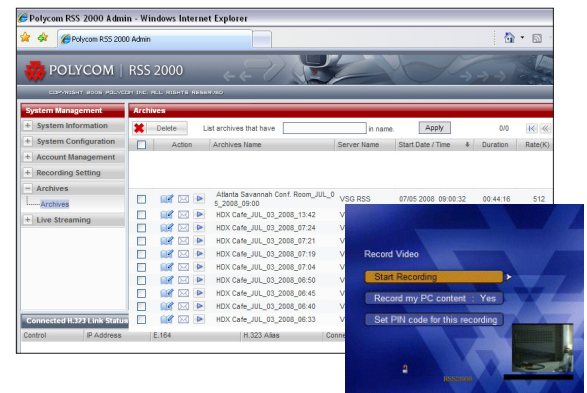 Polycom RSS 2000 Admin - Windows Internet Explorer
Polycom RSS 2000 Admin
POLYCOM | RSS 2000
COPYRIGHT 2006 POLYCOM INC. ALL RIGHTS RESERVED
System Management
Archives
System Information
Delete List archives that have in name. Apply 0/0
System Configuration
Action Archives Name Server Name Start Date / Time Duration Rate(K)
Account Management
Recording Setting
Archives
Archives
Live Streaming
Atlanta Savannah Conf. Room_JUL_0
5_2008_09:00 VSG RSS 07/05 2008 09:00:32 00:44:16 512
HDX Cafe_JUL_03_2008_13:42 V
HDX Cafe_JUL_03_2008_07:24 V
HDX Cafe_JUL_03_2008_07:21 V
HDX Cafe_JUL_03_2008_07:19 V
HDX Cafe_JUL_03_2008_07:04 V
HDX Cafe_JUL_03_2008_06:50 V
HDX Cafe_JUL_03_2008_06:45 V
HDX Cafe_JUL_03_2008_06:40 V
HDX Cafe_JUL_03_2008_06:33 V
Connected H.323 Link Status
Control IP Address E.164 H.323 Alias Conne
Record Video
Start Recording
Record my PC content : Yes
Set PIN code for this recording